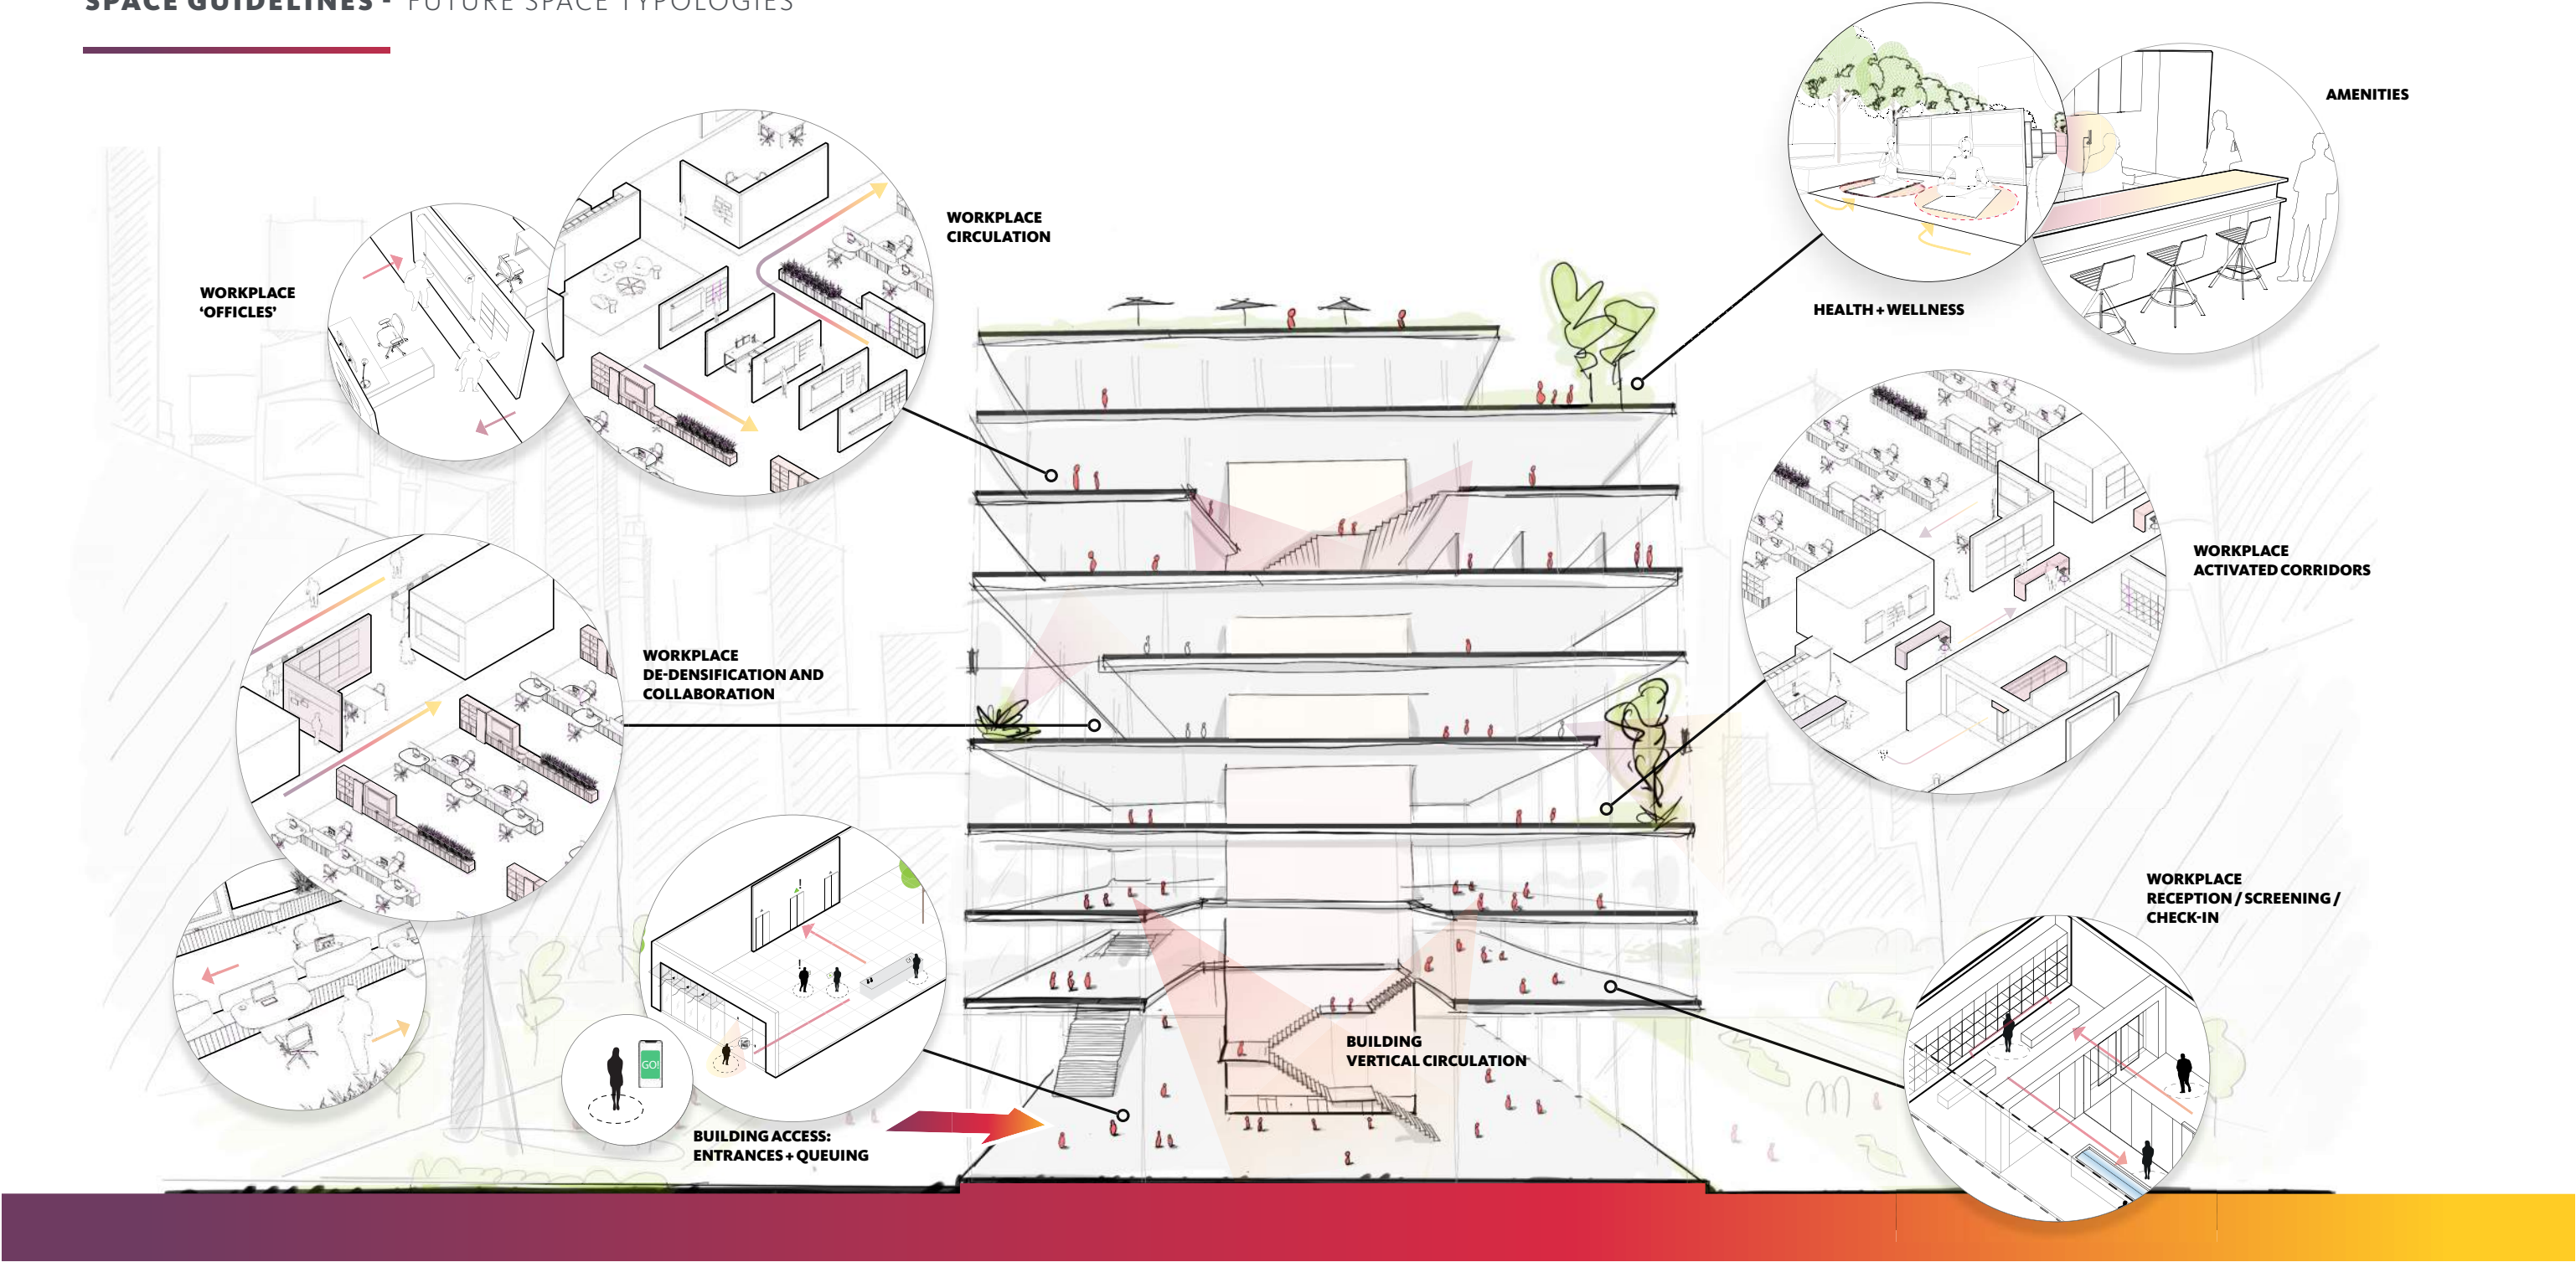 SPACE GUIDELINES - FUTURE SPACE TYPOLOGIES
AMENITIES
WORKPLACE
CIRCULATION
WORKPLACE
‘OFFICLES’
HEALTH + WELLNESS
WORKPLACE
ACTIVATED CORRIDORS
WORKPLACE
DE-DENSIFICATION AND
COLLABORATION
WORKPLACE
RECEPTION / SCREENING /
CHECK-IN
BUILDING
VERTICAL CIRCULATION
GO!
BUILDING ACCESS:
ENTRANCES + QUEUING